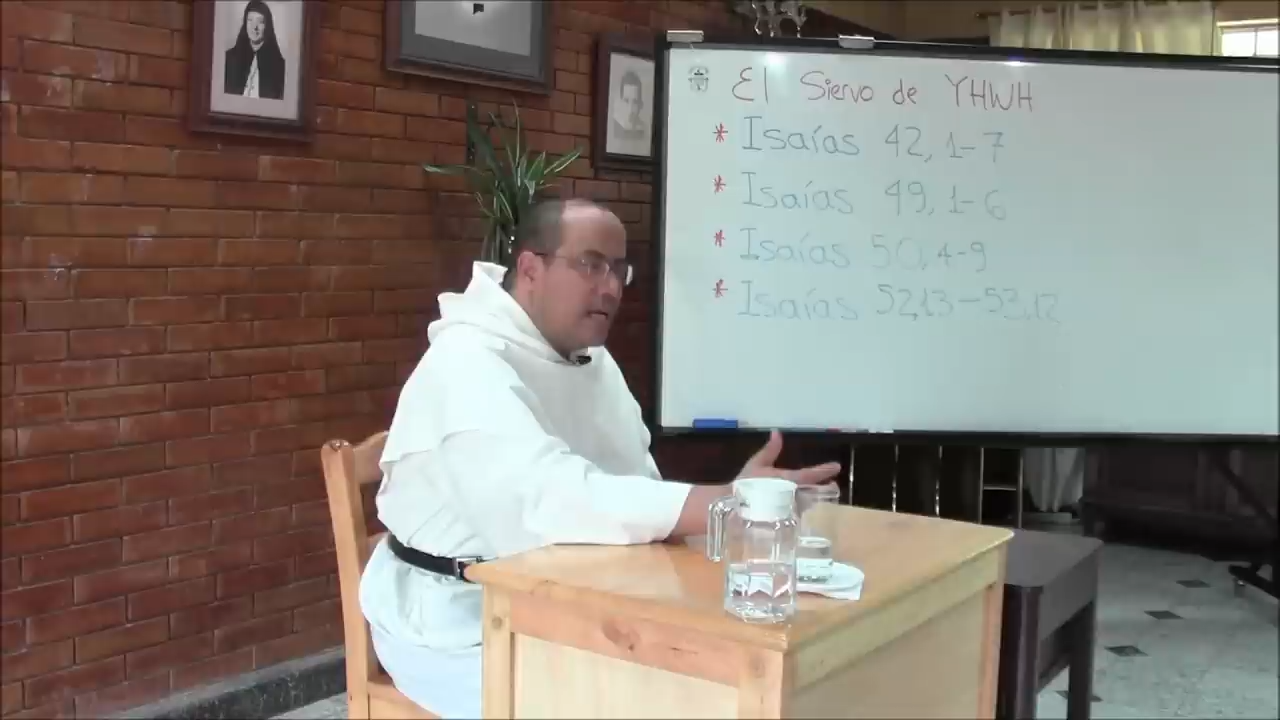 El Siervo de YHWH
* Isaías 42, 1-7
* Isaías 49, 1-6
* Isaías 50, 4-9
* Isaías 52,13-53,12